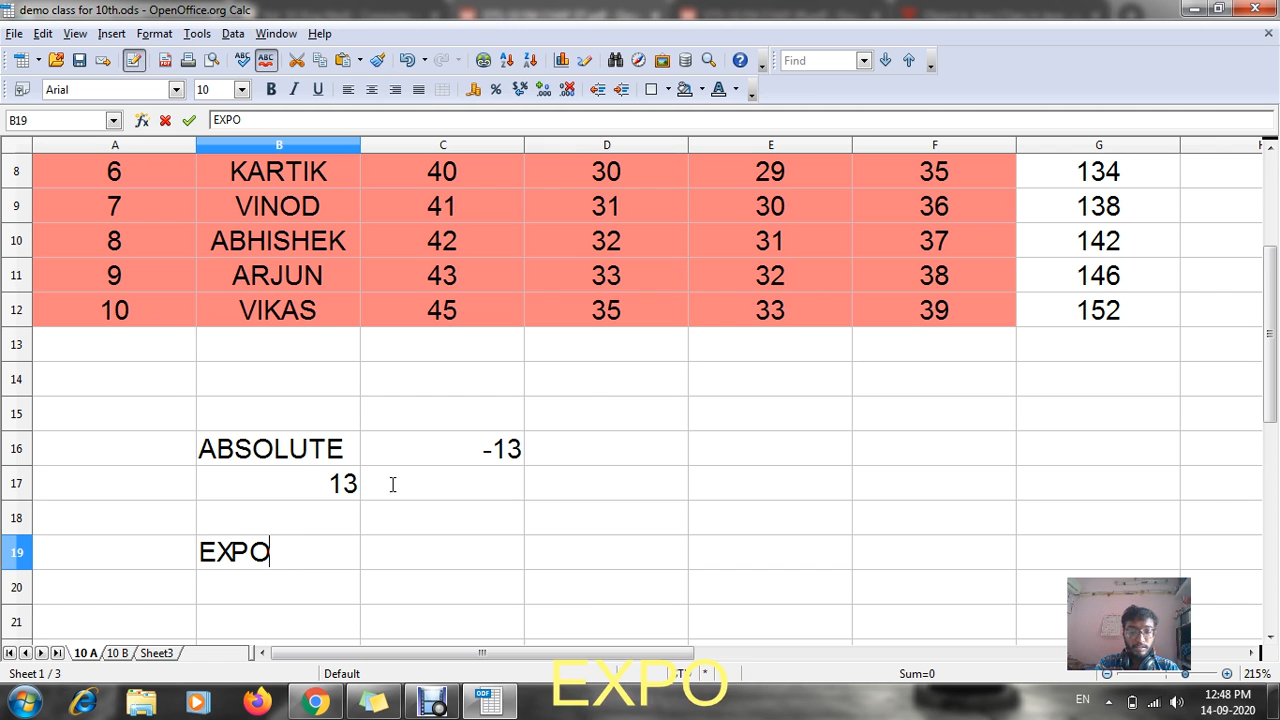 demo class for 10th.ods - OpenOffice.org Calc
File Edit View Insert Format Tools Data Window Help
Find
Arial 10
B19 EXPO
A B C D E F G
8 6 KARTIK 40 30 29 35 134
9 7 VINOD 41 31 30 36 138
10 8 ABHISHEK 42 32 31 37 142
11 9 ARJUN 43 33 32 38 146
12 10 VIKAS 45 35 33 39 152
13
14
15
16 ABSOLUTE -13
17 13
18
19 EXPO
20
21
10 A 10 B Sheet3
Sheet 1 / 3 Default * Sum=0 215%
EXPO
EN 12:48 PM
14-09-2020